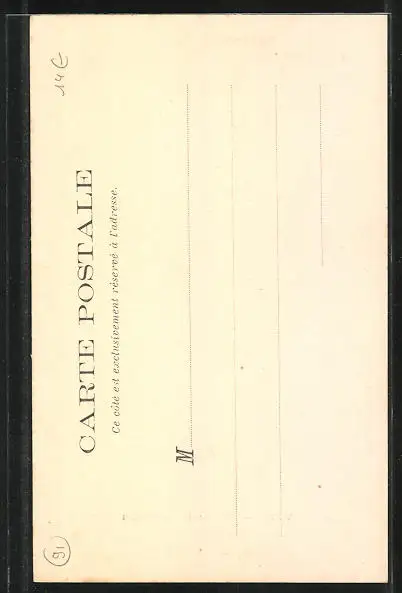 14€
CARTE POSTALE
Ce côté est exclusivement réservé à l'adresse.
M
91